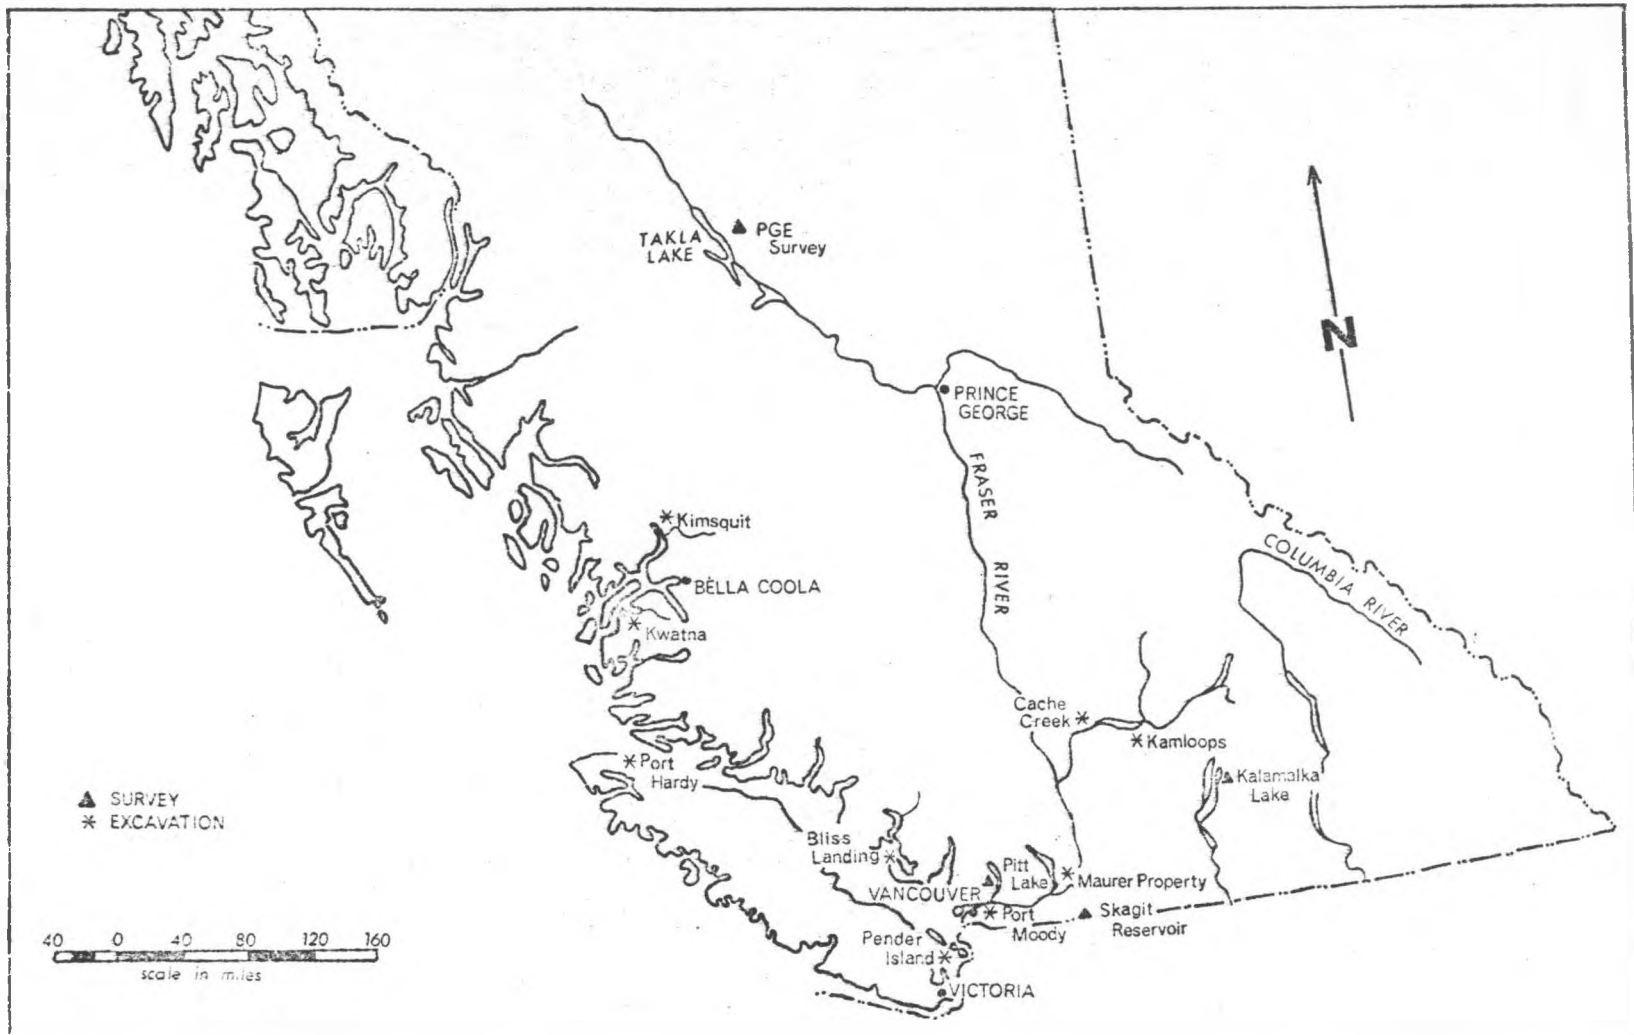 TAKLA
LAKE
PGE
Survey
N
PRINCE
GEORGE
FRASER
RIVER
COLUMBIA RIVER
Kimsquit
BELLA COOLA
Kwatna
Cache
Creek
Kamloops
Port
Hardy
Kalamalka
Lake
SURVEY
EXCAVATION
Bliss
Landing
Pitt
Lake
Maurer Property
VANCOUVER
Port
Moody
Skagit
Reservoir
Pender
Island
VICTORIA
40 0 40 80 120 160
scale in miles